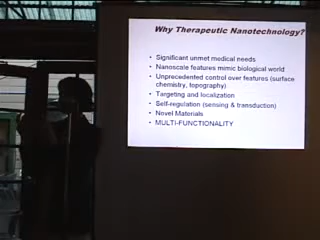 Why Therapeutic Nanotechnology?
• Significant unmet medical needs
• Nanoscale features mimic biological world
• Unprecedented control over features (surface
chemistry, topography)
• Targeting and localization
• Self-regulation (sensing & transduction)
• Novel Materials
• MULTI-FUNCTIONALITY